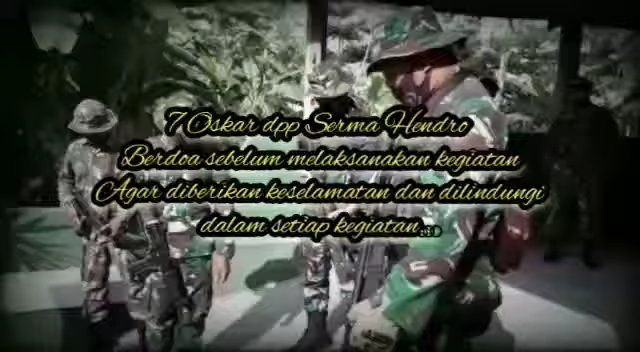 7 Oskar dpp Serma Hendro
Berdoa sebelum melaksanakan kegiatan
Agar diberikan keselamatan dan dilindungi
dalam setiap kegiatan..